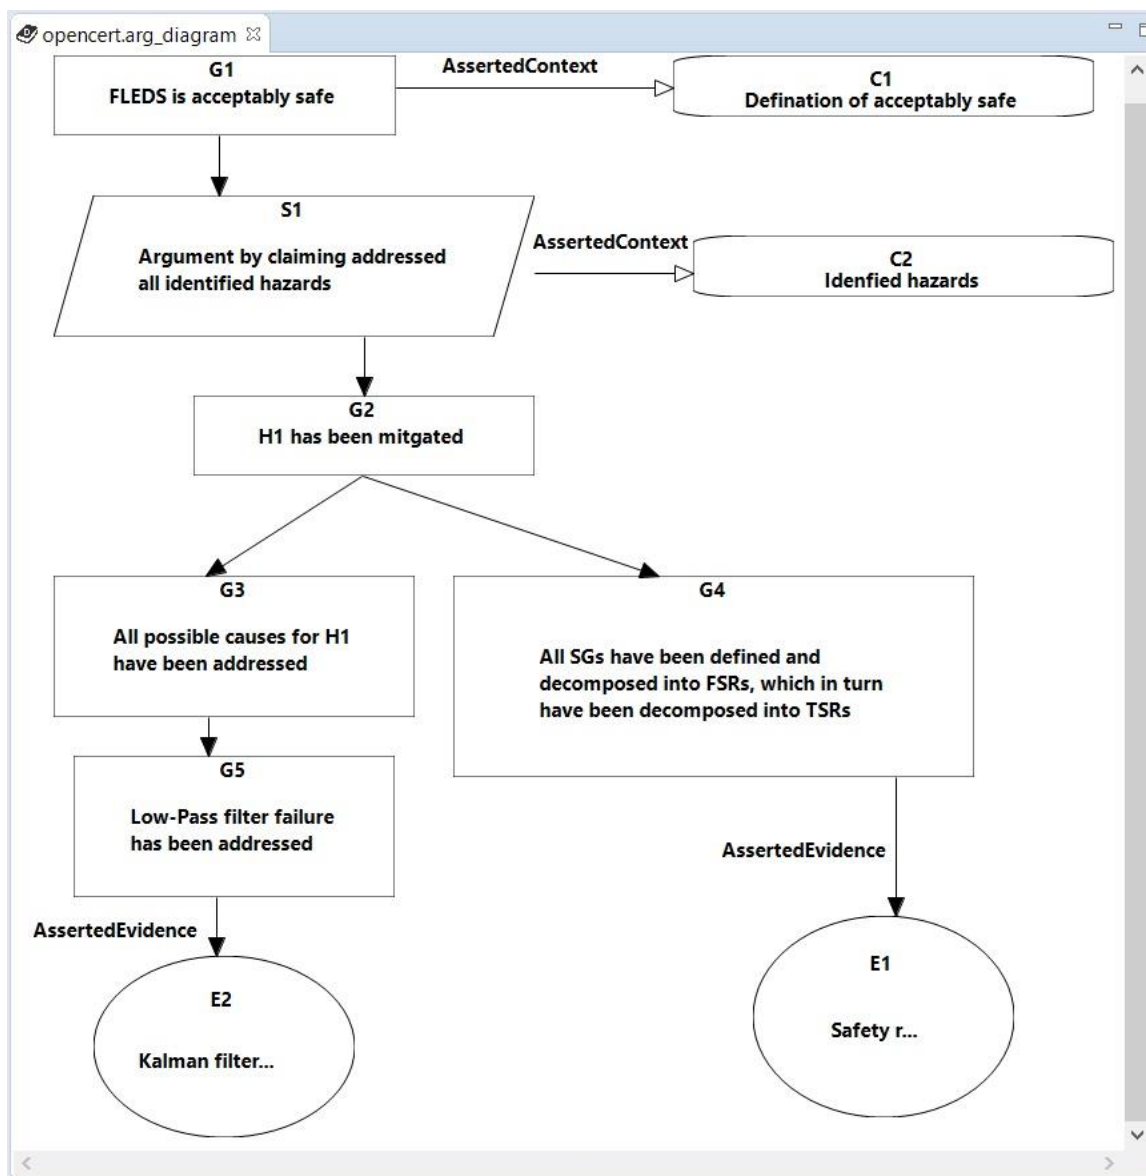 opencert.arg_diagram
G1
FLEDS is acceptably safe
AssertedContext
C1
Defination of acceptably safe
S1
Argument by claiming addressed
all identified hazards
AssertedContext
C2
Idenfied hazards
G2
H1 has been mitgated
G3
All possible causes for H1
have been addressed
G4
All SGs have been defined and
decomposed into FSRs, which in turn
have been decomposed into TSRs
G5
Low-Pass filter failure
has been addressed
AssertedEvidence
AssertedEvidence
E2
Kalman filter...
E1
Safety r...